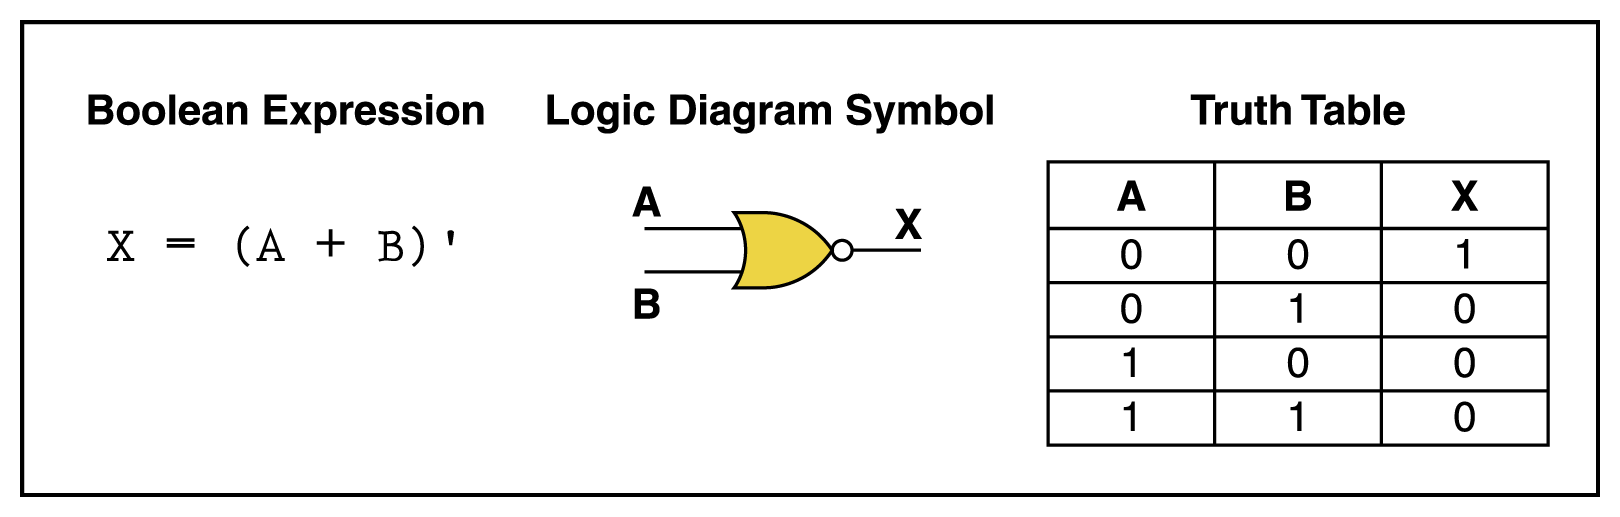 Boolean Expression
X = (A + B)'
Logic Diagram Symbol
A
B
X
Truth Table
A B X
0 0 1
0 1 0
1 0 0
1 1 0